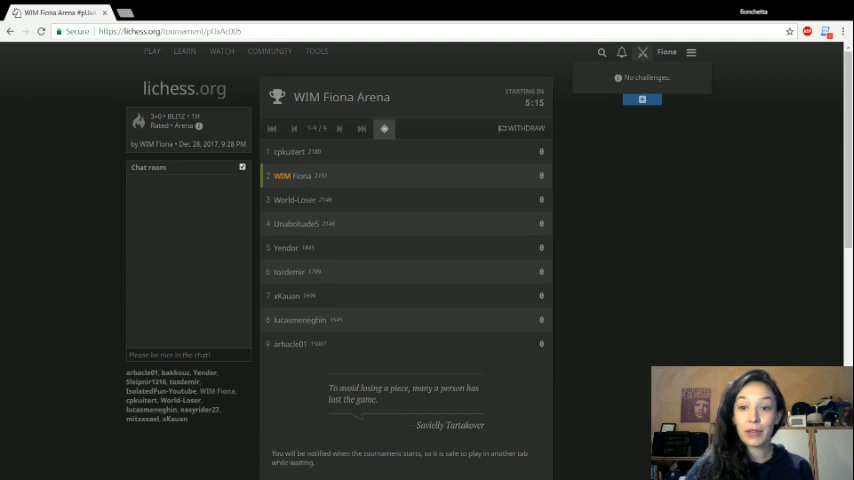 fionchetta
WIM Fiona Arena #pUxA
Secure https://lichess.org/tournament/pUxAc005
PLAY LEARN WATCH COMMUNITY TOOLS
Fiona
No challenges.
lichess.org
3+0 • BLITZ • 1H
Rated • Arena
by WIM Fiona • Dec 28, 2017, 9:28 PM
WIM Fiona Arena
STARTING IN
5:15
1-9 / 9
WITHDRAW
Chat room
1 cpkuitert 2180 0
2 WIM Fiona 2151 0
3 World-Loser 2146 0
4 Unabolsade5 2146 0
5 Yendor 1845 0
6 tozdemir 1799 0
7 xKauan 1699 0
8 lucasmeneghin 1545 0
9 arbacle01 1500? 0
Please be nice in the chat!
arbacle01, bakkouz, Yendor,
Sleipnir1216, tozdemir,
IsolatedPun-Youtube, WIM Fiona,
cpkuitert, World-Loser,
lucasmeneghin, easyrider27,
mitxxael, xKauan
To avoid losing a piece, many a person has
lost the game.
— Savielly Tartakover
You will be notified when the tournament starts, so it is safe to play in another tab
while waiting.